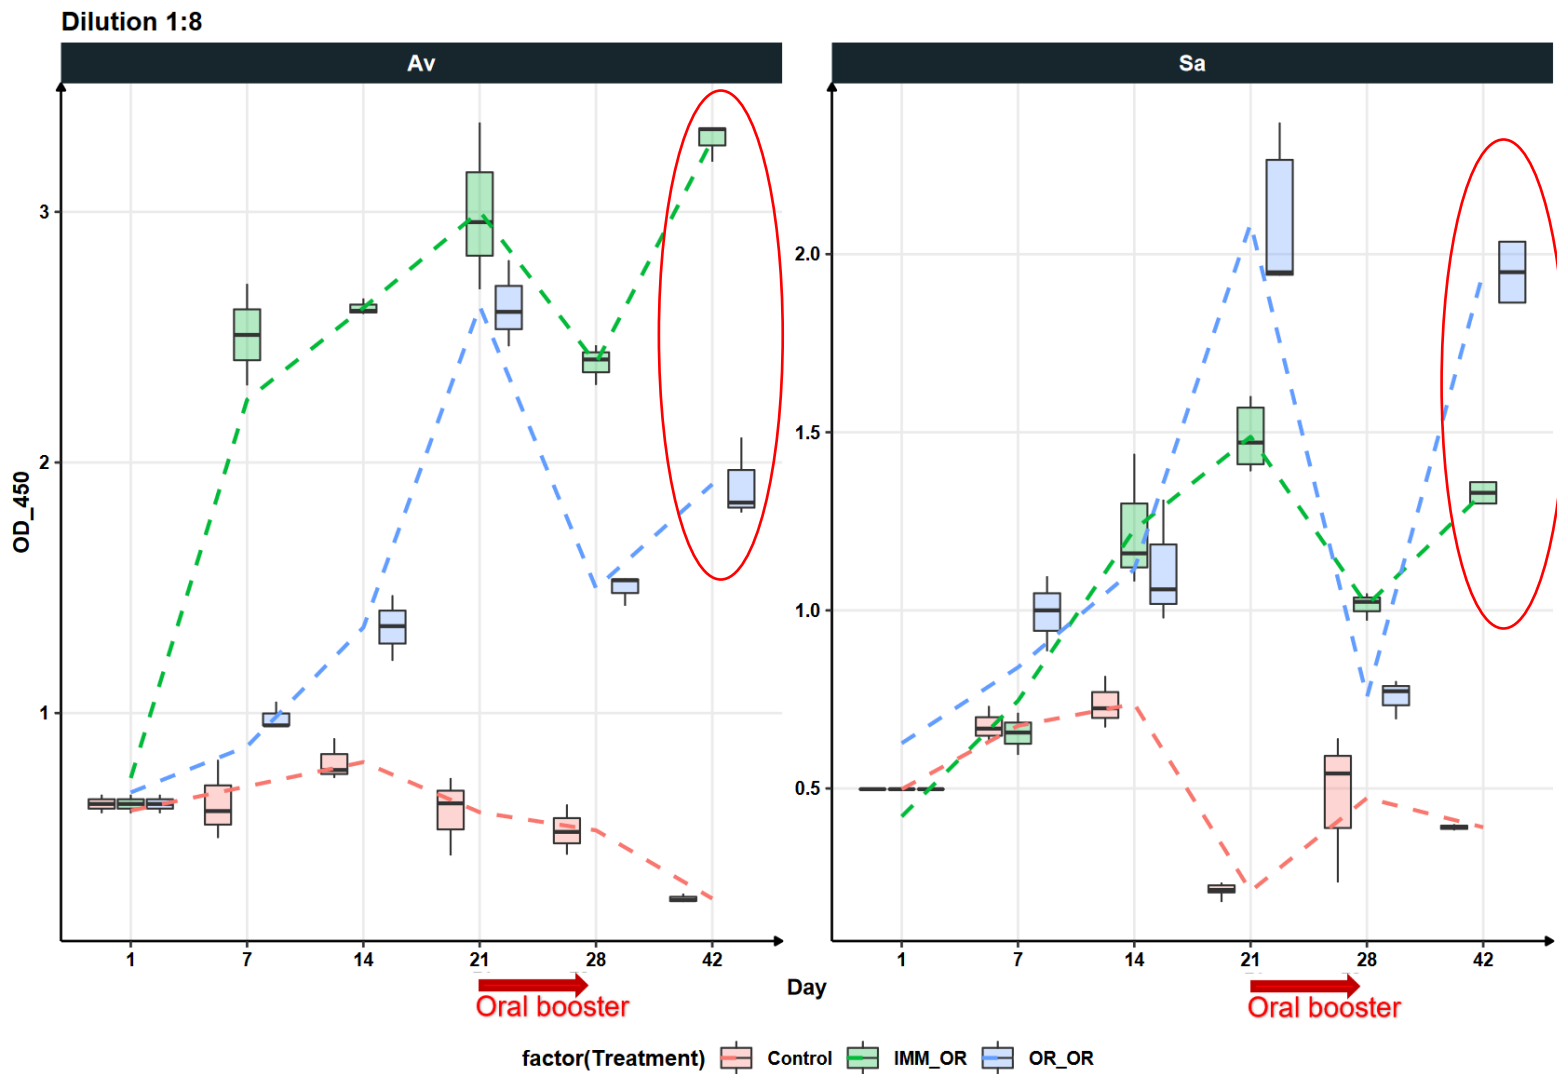 Dilution 1:8
Av
Sa
OD_450
3
2
1
2.0
1.5
1.0
0.5
1 7 14 21 28 42
1 7 14 21 28 42
Day
Oral booster
Oral booster
factor(Treatment) Control IMM_OR OR_OR